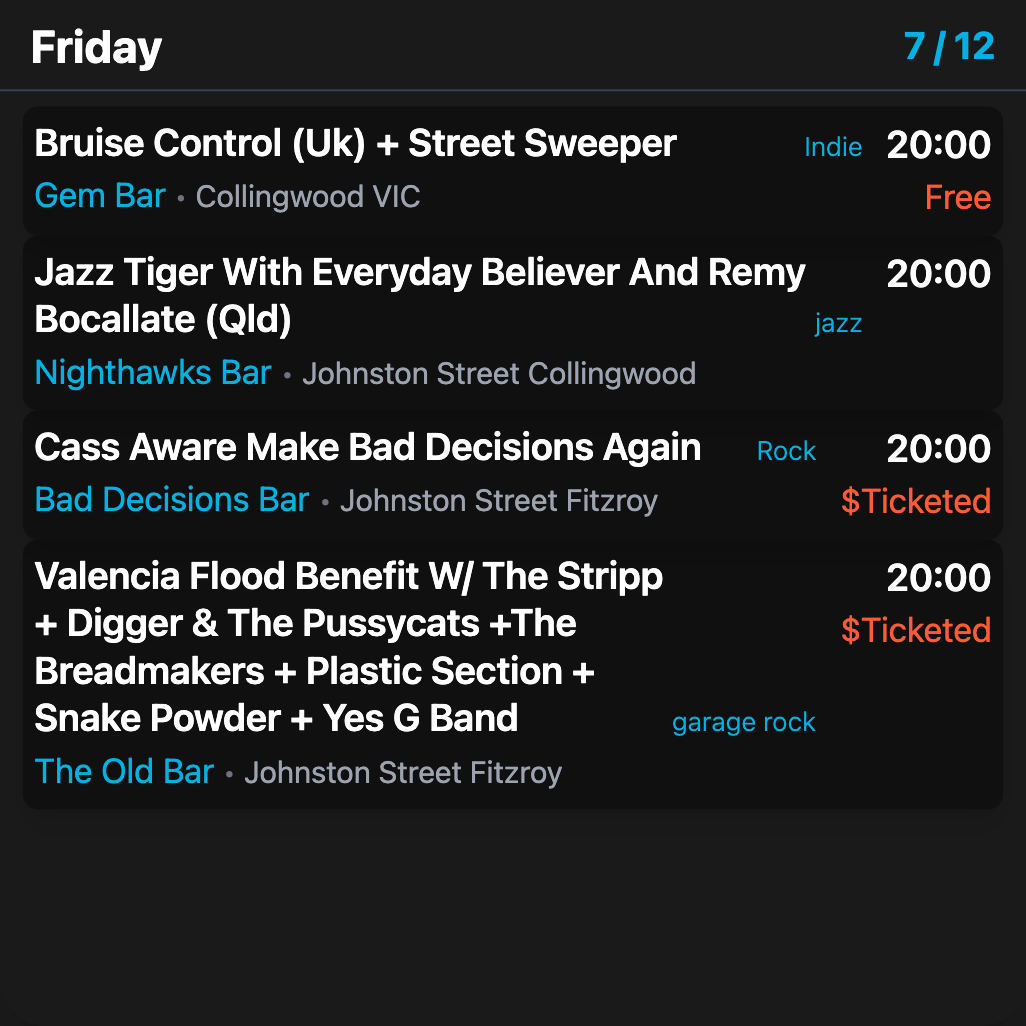 Friday 7 / 12
Bruise Control (Uk) + Street Sweeper Indie 20:00
Gem Bar • Collingwood VIC Free
Jazz Tiger With Everyday Believer And Remy 20:00
Bocallate (Qld) jazz
Nighthawks Bar • Johnston Street Collingwood
Cass Aware Make Bad Decisions Again Rock 20:00
Bad Decisions Bar • Johnston Street Fitzroy $Ticketed
Valencia Flood Benefit W/ The Stripp 20:00
+ Digger & The Pussycats +The $Ticketed
Breadmakers + Plastic Section +
Snake Powder + Yes G Band garage rock
The Old Bar • Johnston Street Fitzroy